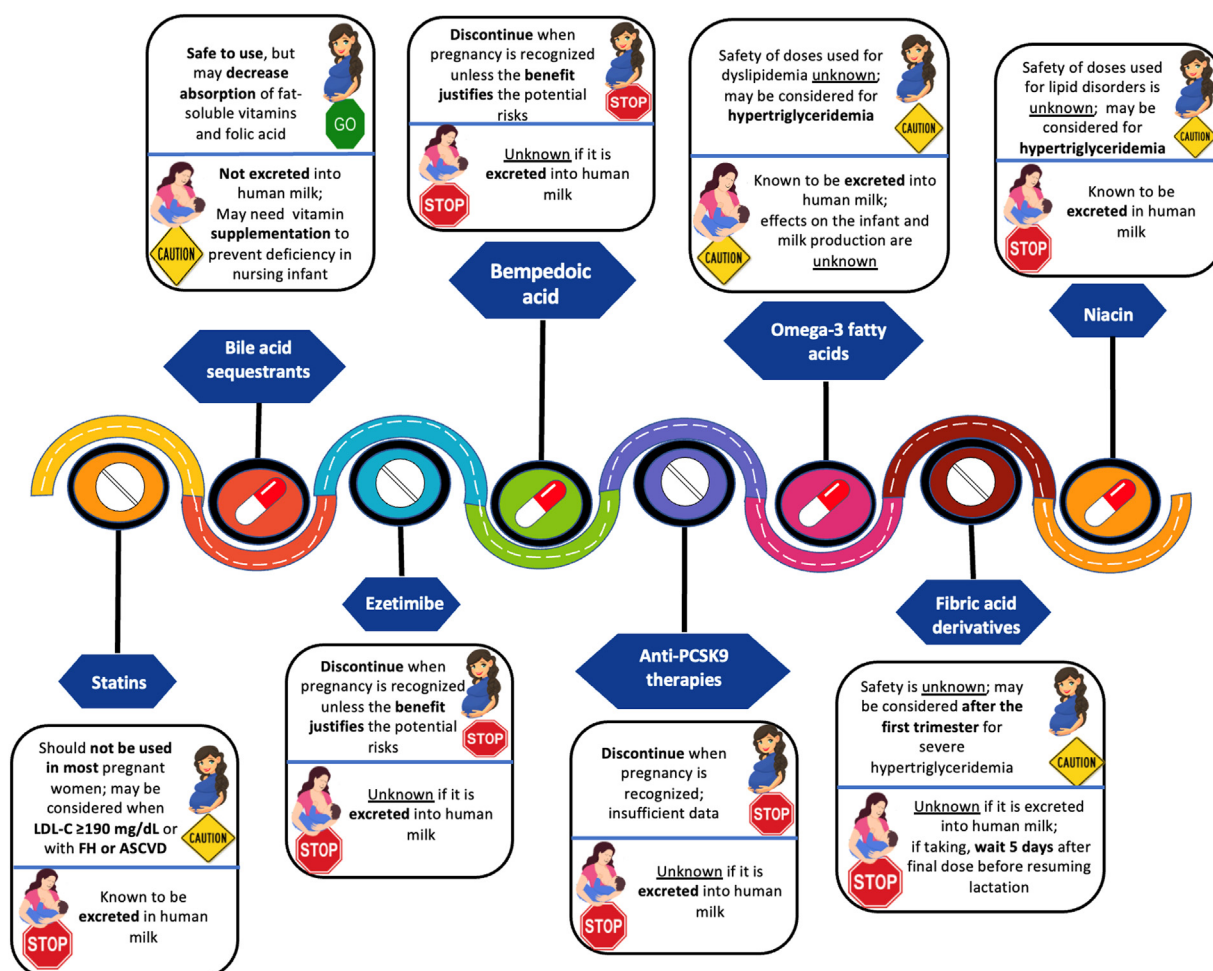 Safe to use, but
may decrease
absorption of fat-
soluble vitamins
and folic acid
GO
Not excreted into
human milk;
May need vitamin
supplementation to
prevent deficiency in
nursing infant
CAUTION
Bile acid
sequestrants
Discontinue when
pregnancy is recognized
unless the benefit
justifies the potential
risks
STOP
Unknown if it is
excreted into human
milk
STOP
Bempedoic
acid
Safety of doses used for
dyslipidemia unknown;
may be considered for
hypertriglyceridemia
CAUTION
Known to be excreted into
human milk;
effects on the infant and
milk production are
unknown
CAUTION
Omega-3 fatty
acids
Safety of doses used
for lipid disorders is
unknown; may be
considered for
hypertriglyceridemia
CAUTION
Known to be
excreted in human
milk
STOP
Niacin
Statins
Should not be used
in most pregnant
women; may be
considered when
LDL-C ≥190 mg/dL or
with FH or ASCVD
CAUTION
Known to be
excreted in human
milk
STOP
Ezetimibe
Discontinue when
pregnancy is recognized
unless the benefit
justifies the potential
risks
STOP
Unknown if it is
excreted into human
milk
STOP
Anti-PCSK9
therapies
Discontinue when
pregnancy is
recognized;
insufficient data
STOP
Unknown if it is
excreted into human
milk
STOP
Fibric acid
derivatives
Safety is unknown; may
be considered after the
first trimester for
severe
hypertriglyceridemia
CAUTION
Unknown if it is excreted
into human milk;
if taking, wait 5 days after
final dose before resuming
lactation
STOP